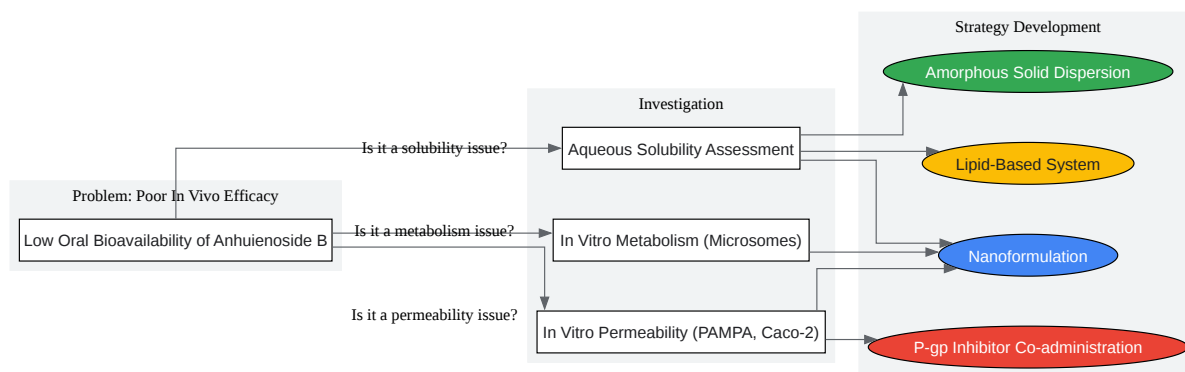 Problem: Poor In Vivo Efficacy
Low Oral Bioavailability of Anhuienoside B
Is it a solubility issue?
Is it a metabolism issue?
Is it a permeability issue?
Investigation
Aqueous Solubility Assessment
In Vitro Metabolism (Microsomes)
In Vitro Permeability (PAMPA, Caco-2)
Strategy Development
Amorphous Solid Dispersion
Lipid-Based System
Nanoformulation
P-gp Inhibitor Co-administration